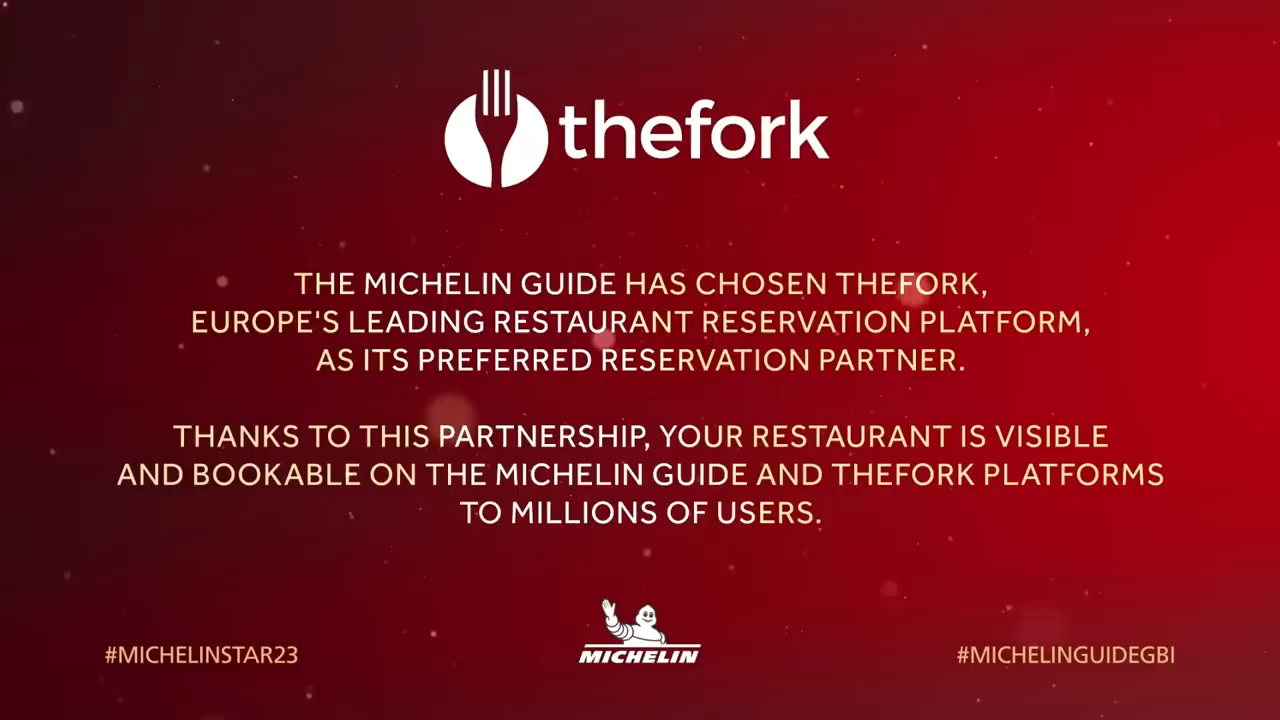 thefork
THE MICHELIN GUIDE HAS CHOSEN THEFORK,
EUROPE'S LEADING RESTAURANT RESERVATION PLATFORM,
AS ITS PREFERRED RESERVATION PARTNER.
THANKS TO THIS PARTNERSHIP, YOUR RESTAURANT IS VISIBLE
AND BOOKABLE ON THE MICHELIN GUIDE AND THEFORK PLATFORMS
TO MILLIONS OF USERS.
#MICHELINSTAR23
MICHELIN
#MICHELINGUIDEGBI